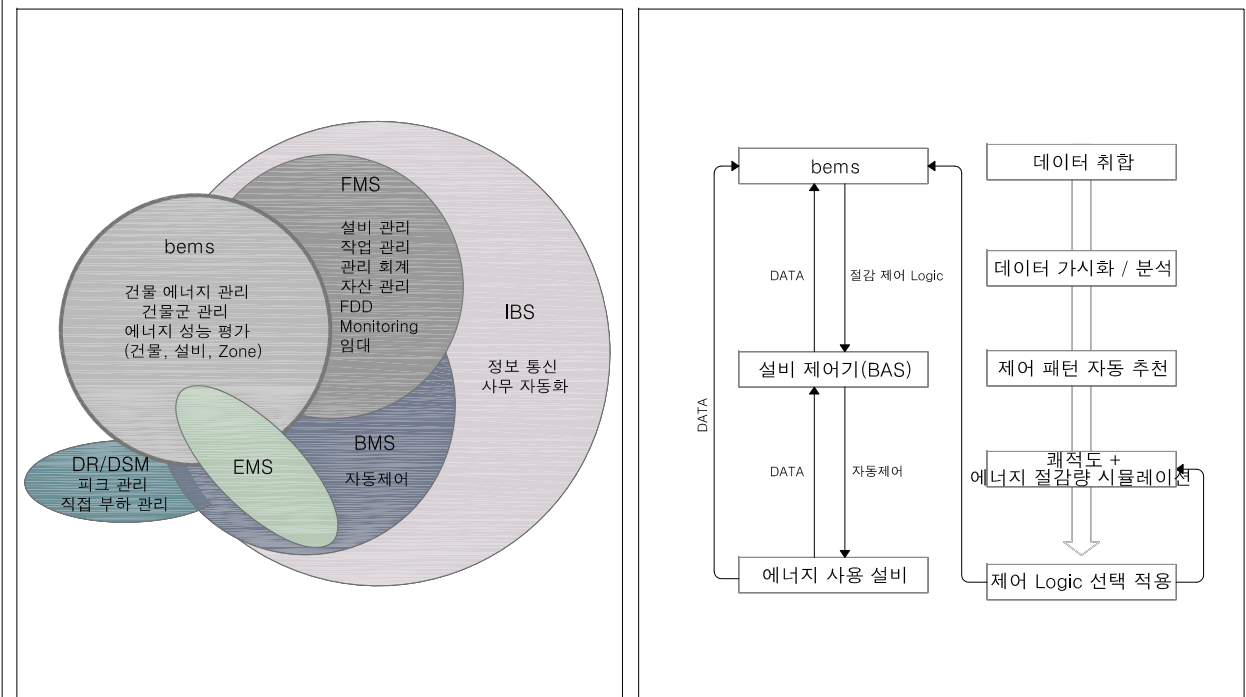 FMS
설비 관리
작업 관리
관리 회계
자산 관리
FDD
Monitoring
임대
bems
건물 에너지 관리
건물군 관리
에너지 성능 평가
(건물, 설비, Zone)
IBS
정보 통신
사무 자동화
BMS
자동제어
EMS
DR/DSM
피크 관리
직접 부하 관리
bems
DATA
절감 제어 Logic
설비 제어기(BAS)
DATA
DATA
자동제어
에너지 사용 설비
데이터 취합
데이터 가시화 / 분석
제어 패턴 자동 추천
쾌적도 +
에너지 절감량 시뮬레이션
제어 Logic 선택 적용